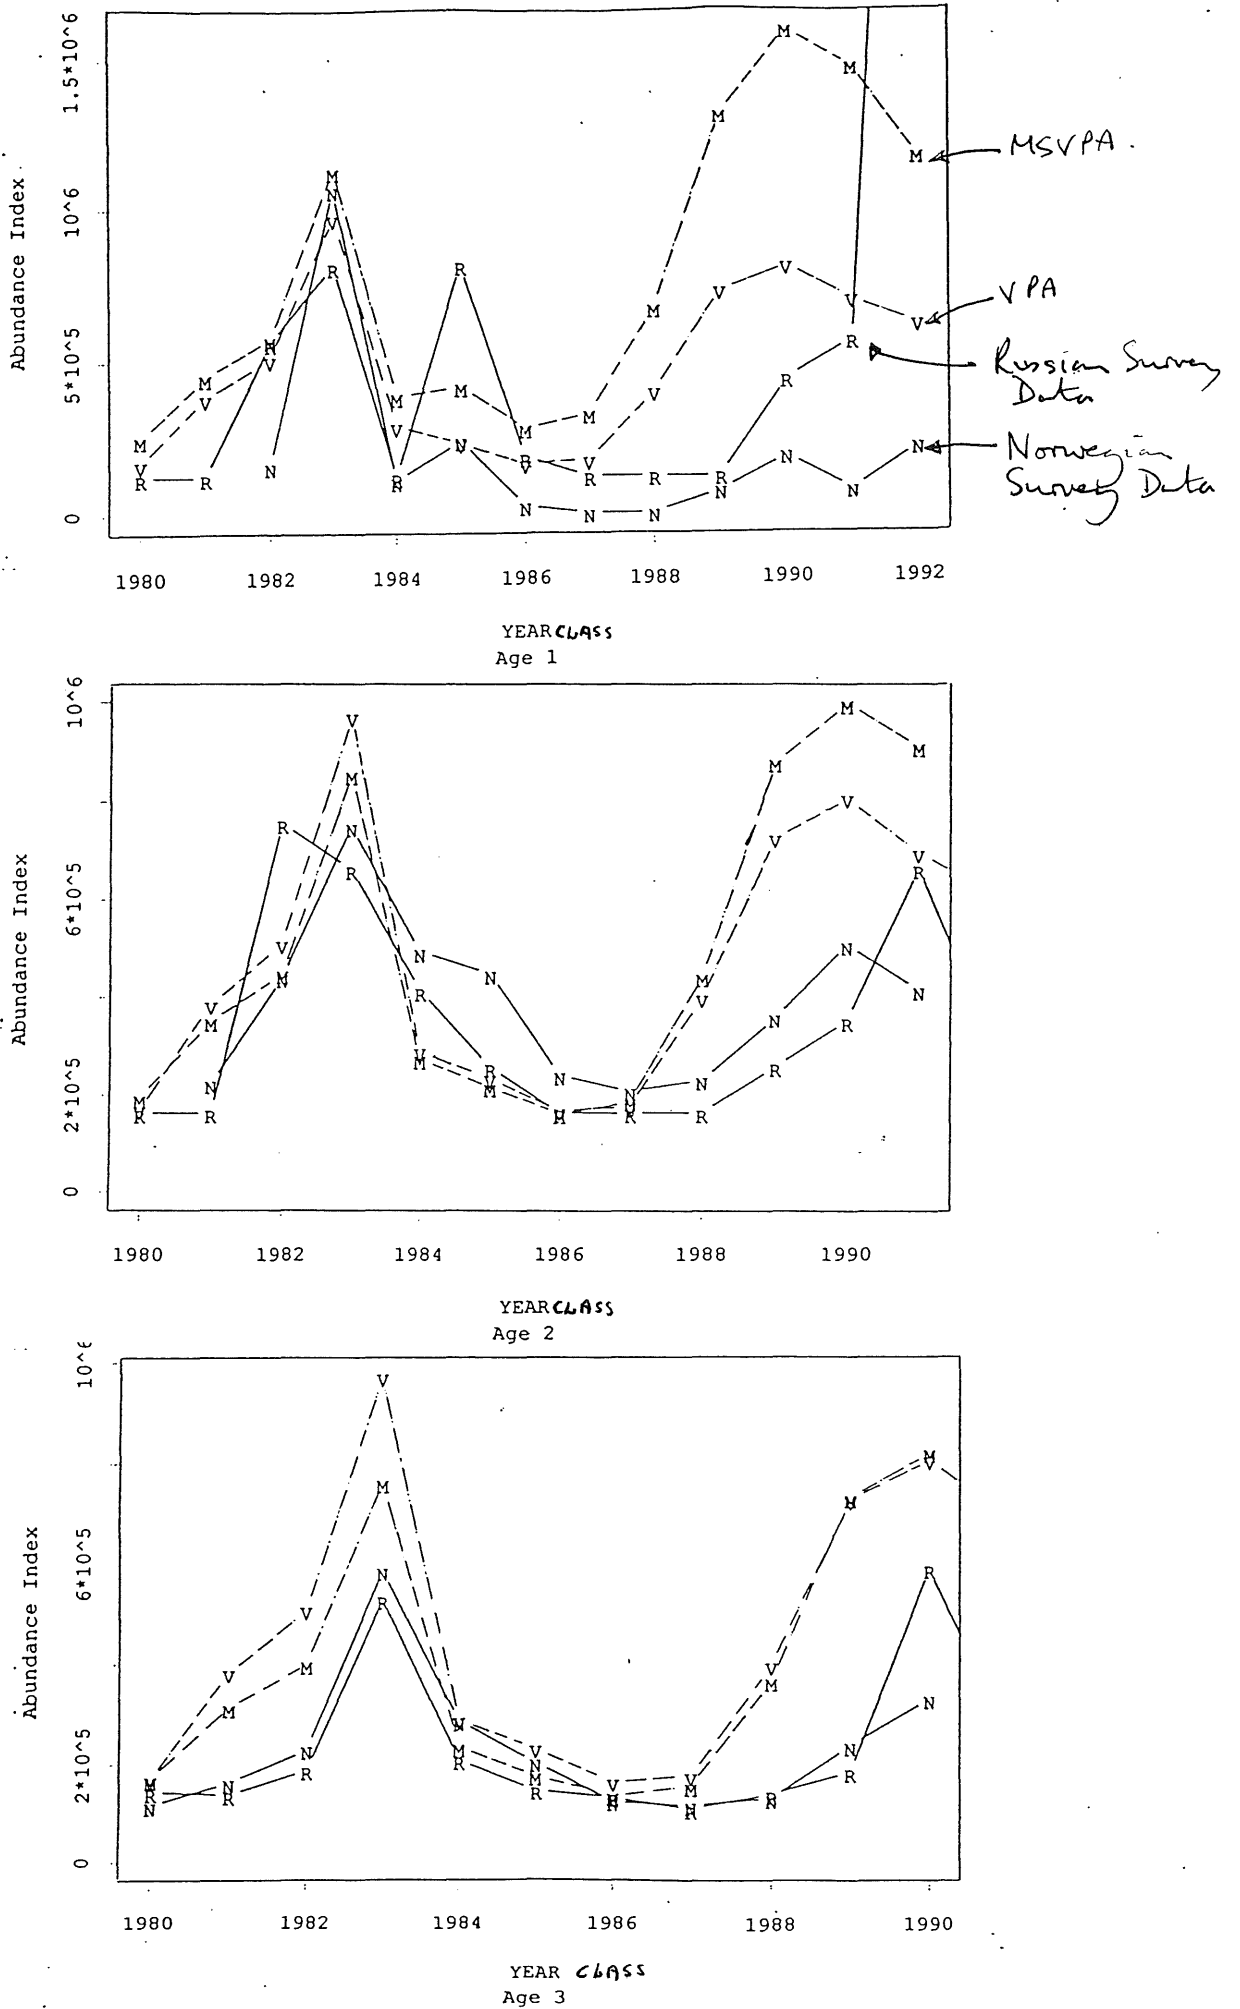 1.5*10^6
10^6
5*10^5
0
Abundance Index
MSVPA.
VPA
Russian Survey
Data
Norwegian
Survey Data
1980 1982 1984 1986 1988 1990 1992
YEARCLASS
Age 1
10^6
6*10^5
2*10^5
0
Abundance Index
1980 1982 1984 1986 1988 1990
YEARCLASS
Age 2
10^6
6*10^5
2*10^5
0
Abundance Index
1980 1982 1984 1986 1988 1990
YEAR CLASS
Age 3